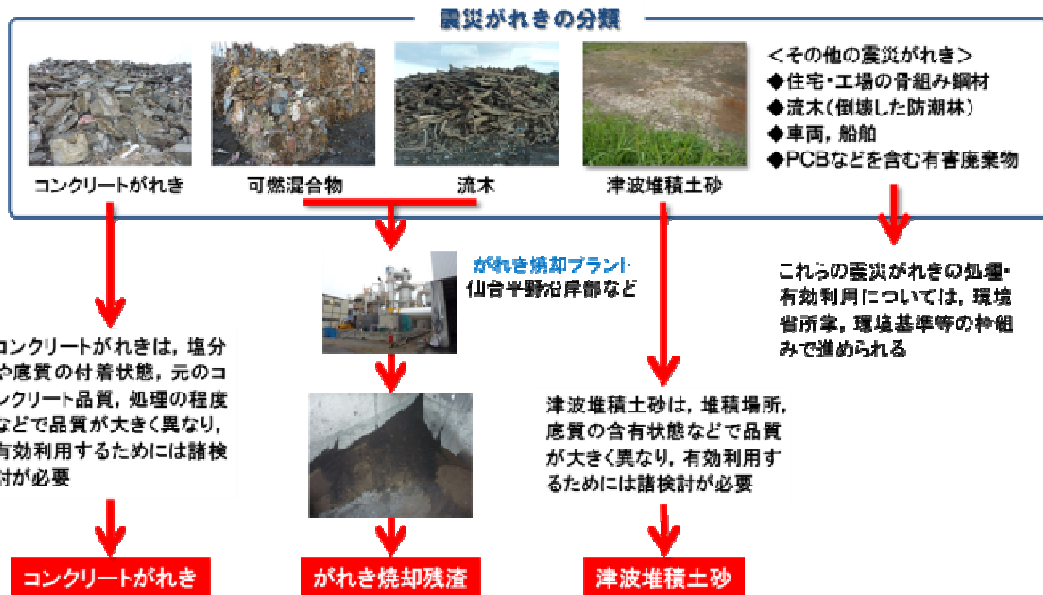 震災がれきの分類
コンクリートがれき
可燃混合物
流木
津波堆積土砂
＜その他の震災がれき＞
◆住宅・工場の骨組み鋼材
◆流木(倒壊した防潮林)
◆車両，船舶
◆PCBなどを含む有害廃棄物
コンクリートがれきは，塩分
や底質の付着状態，元のコ
ンクリート品質，処理の程度
などで品質が大きく異なり，
有効利用するためには諸検
討が必要
がれき焼却プラント
仙台平野沿岸部など
津波堆積土砂は，堆積場所，
底質の含有状態などで品質
が大きく異なり，有効利用す
るためには諸検討が必要
これらの震災がれきの処理・
有効利用については，環境
省所掌，環境基準等の枠組
みで進められる
コンクリートがれき
がれき焼却残渣
津波堆積土砂